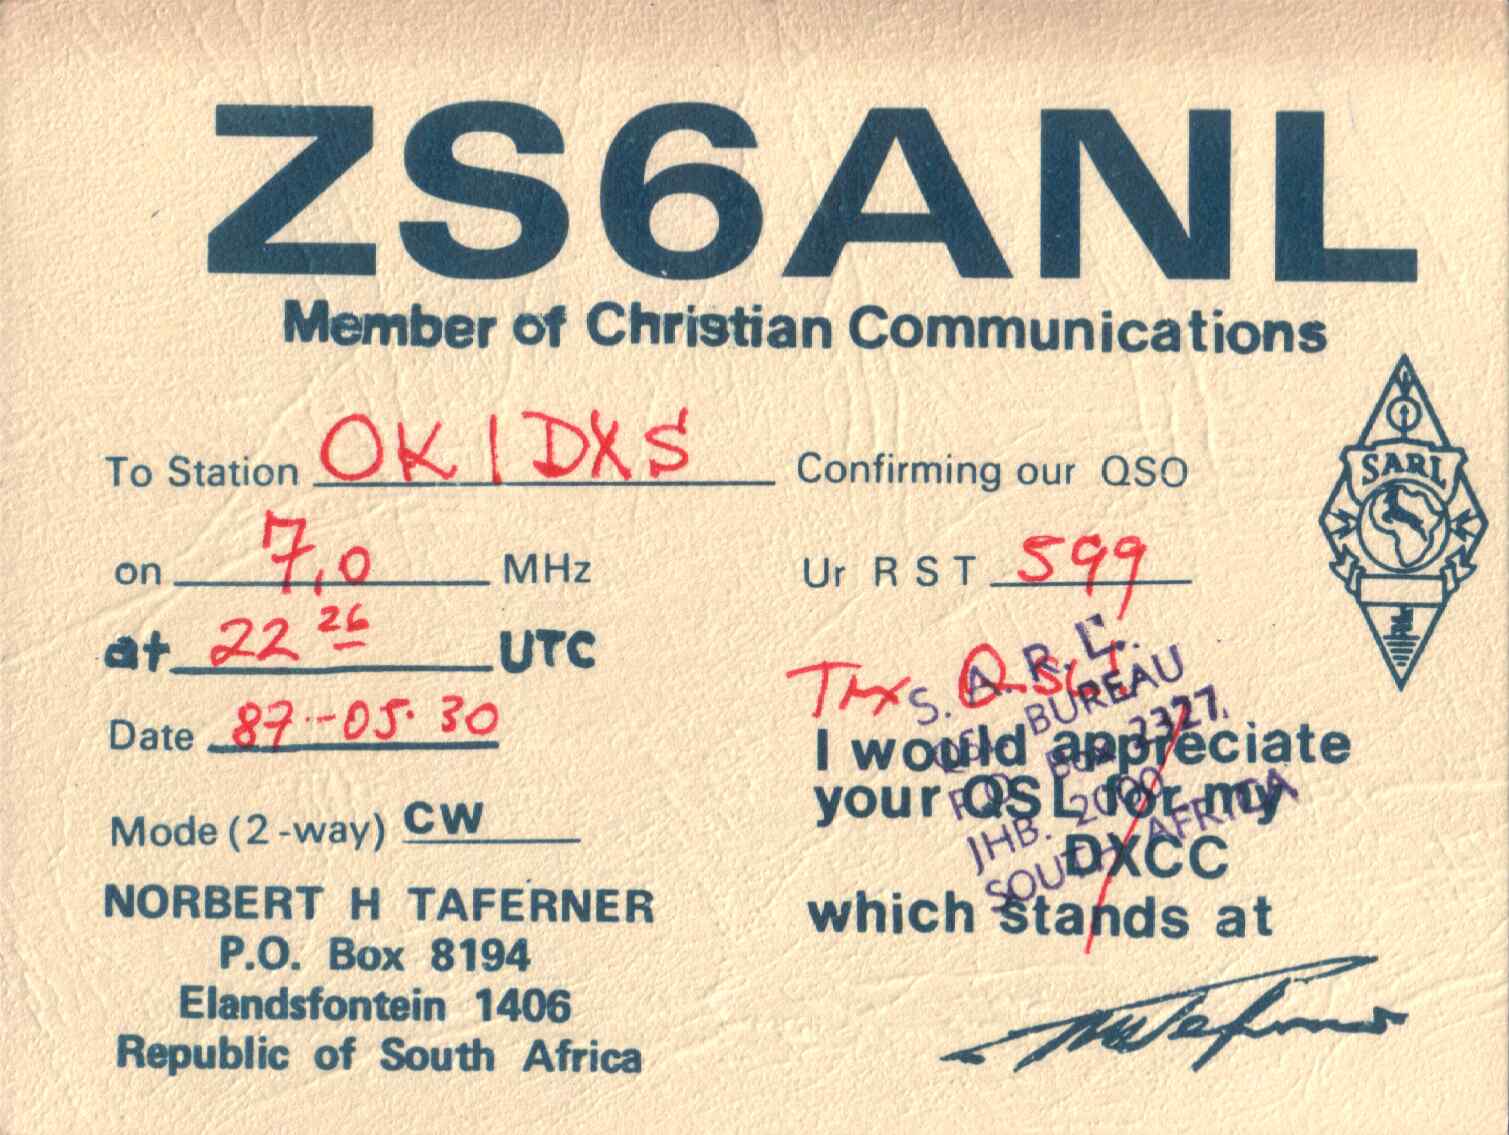 ZS6ANL
Member of Christian Communications
To Station OK1DXS Confirming our QSO
on 7,0 MHz Ur R S T 599
at 22 26 UTC
Date 87-05-30
Mode (2-way) CW
SARL
Tnx QSL!
S. A. R. L.
QSL BUREAU
P.O. Box 2327
JHB. 2000
SOUTH AFRICA
I would appreciate
your QSL for my
DXCC
which stands at
NORBERT H TAFERNER
P.O. Box 8194
Elandsfontein 1406
Republic of South Africa